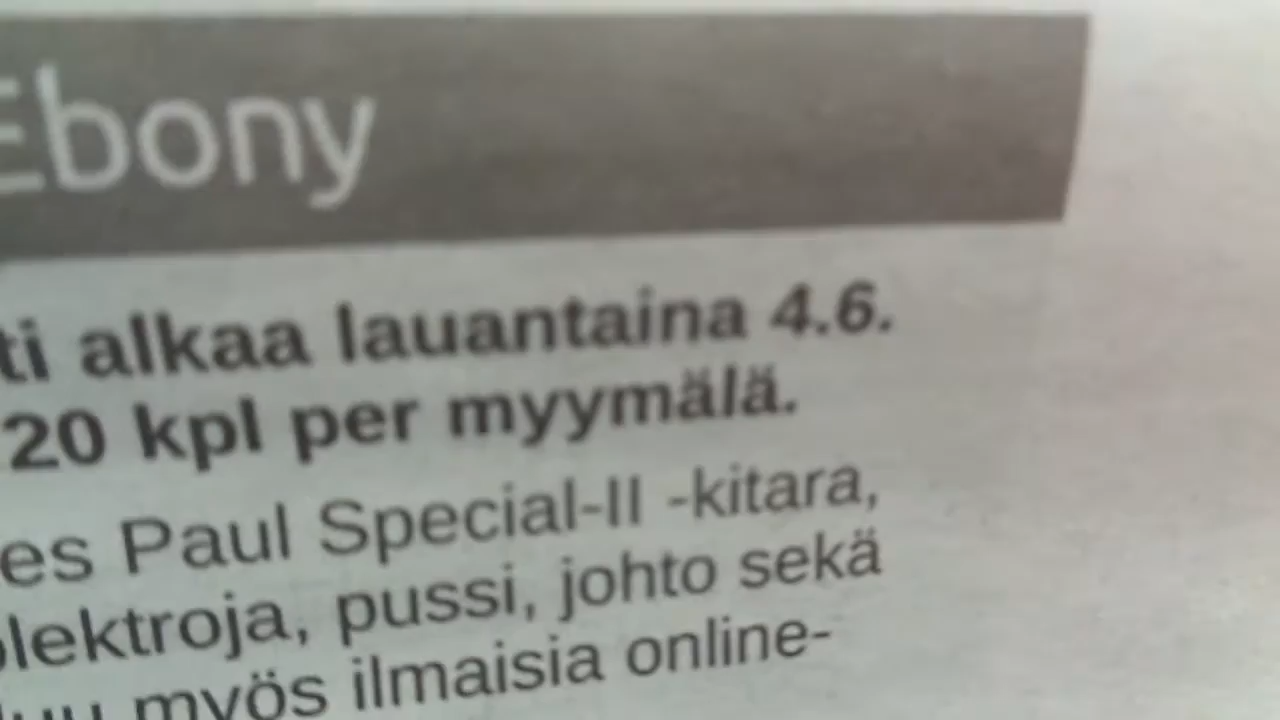 Ebony
ti alkaa lauantaina 4.6.
20 kpl per myymälä.
es Paul Special-II -kitara,
lektroja, pussi, johto sekä
myös ilmaisia online-